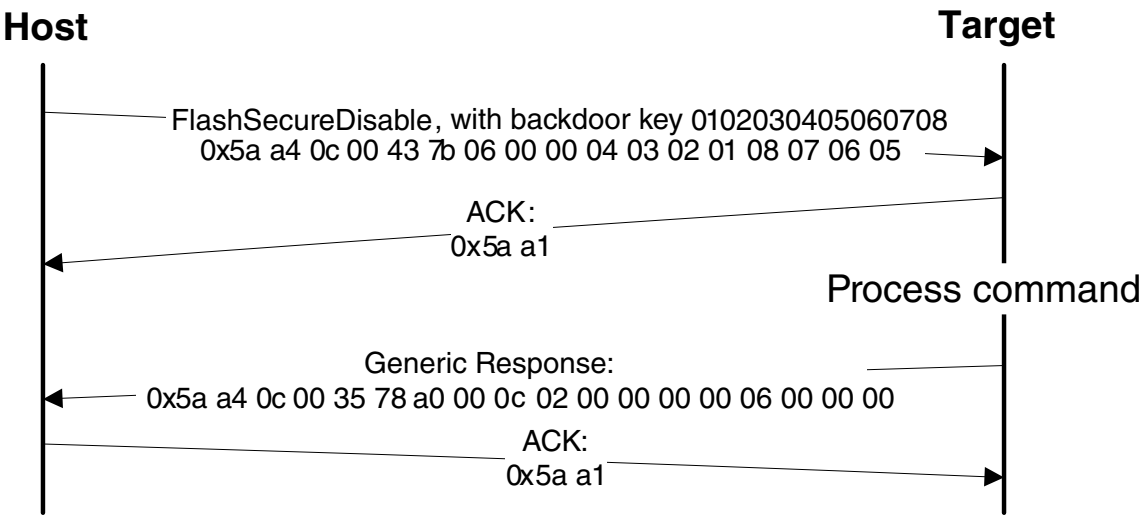 Host
Target
FlashSecureDisable, with backdoor key 0102030405060708
0x5a a4 0c 00 43 7b 06 00 00 04 03 02 01 08 07 06 05
ACK:
0x5a a1
Process command
Generic Response:
0x5a a4 0c 00 35 78 a0 00 0c 02 00 00 00 00 06 00 00 00
ACK:
0x5a a1